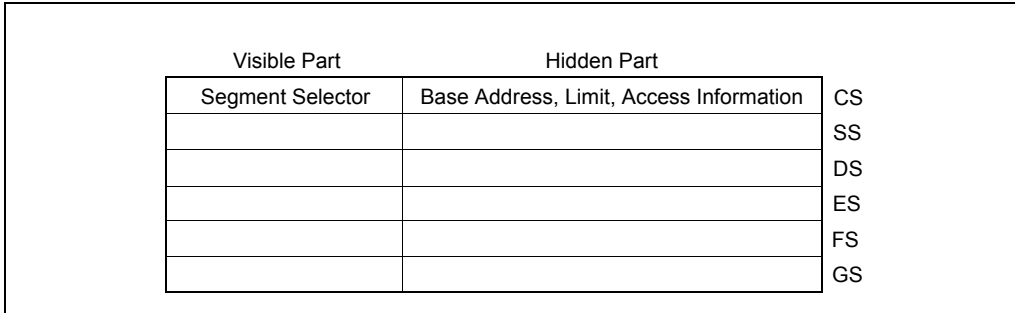 Visible Part Hidden Part
Segment Selector Base Address, Limit, Access Information CS
SS
DS
ES
FS
GS